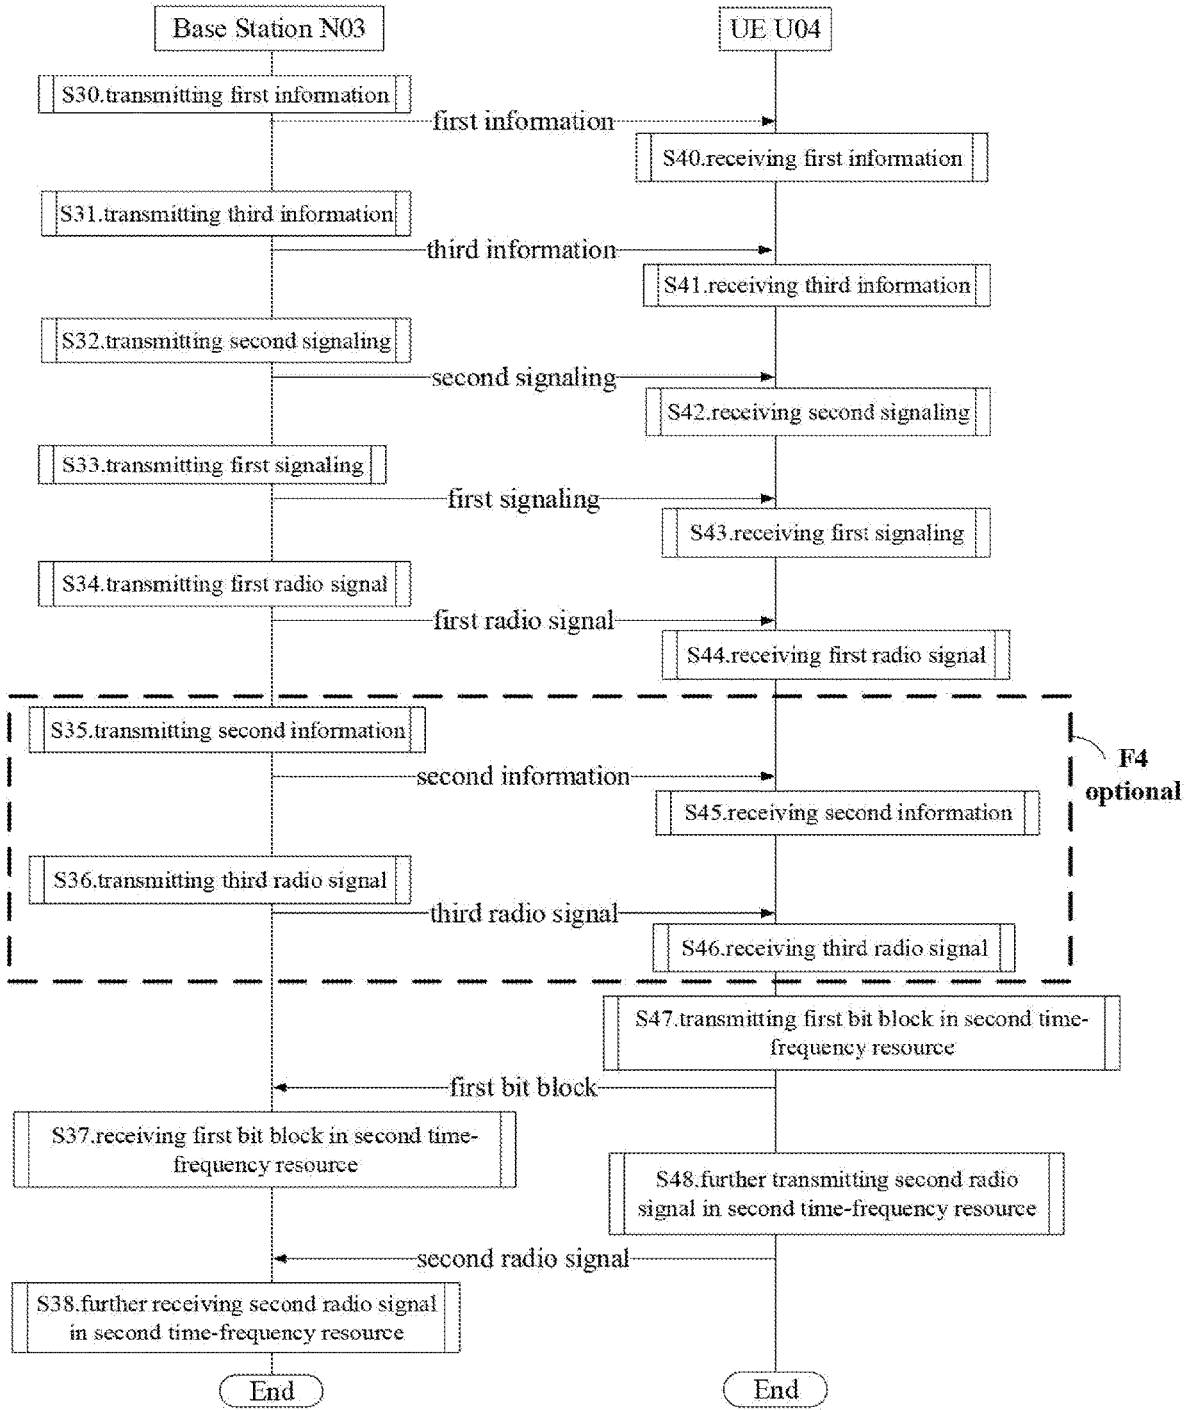 Base Station N03
UE U04
S30.transmitting first information
first information
S40.receiving first information
S31.transmitting third information
third information
S41.receiving third information
S32.transmitting second signaling
second signaling
S42.receiving second signaling
S33.transmitting first signaling
first signaling
S43.receiving first signaling
S34.transmitting first radio signal
first radio signal
S44.receiving first radio signal
S35.transmitting second information
F4
optional
second information
S45.receiving second information
S36.transmitting third radio signal
third radio signal
S46.receiving third radio signal
S47.transmitting first bit block in second time-
frequency resource
first bit block
S37.receiving first bit block in second time-
frequency resource
S48.further transmitting second radio
signal in second time-frequency resource
second radio signal
S38.further receiving second radio signal
in second time-frequency resource
End
End